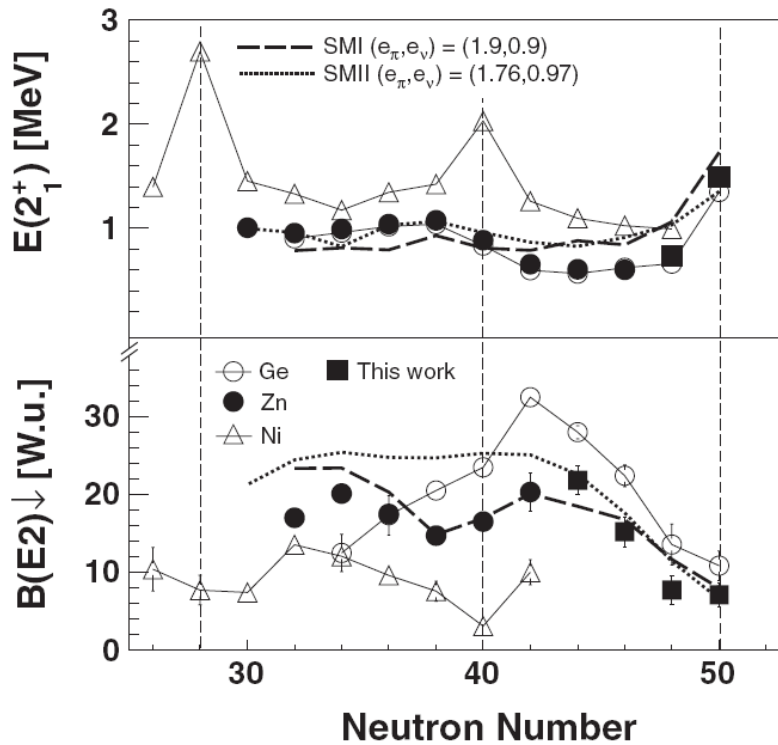 3
SMI (eπ,eν) = (1.9,0.9)
SMII (eπ,eν) = (1.76,0.97)
2
E(2⁺₁) [MeV]
1
Ge
This work
Zn
Ni
30
B(E2)↓ [W.u.]
20
10
0
30
40
50
Neutron Number